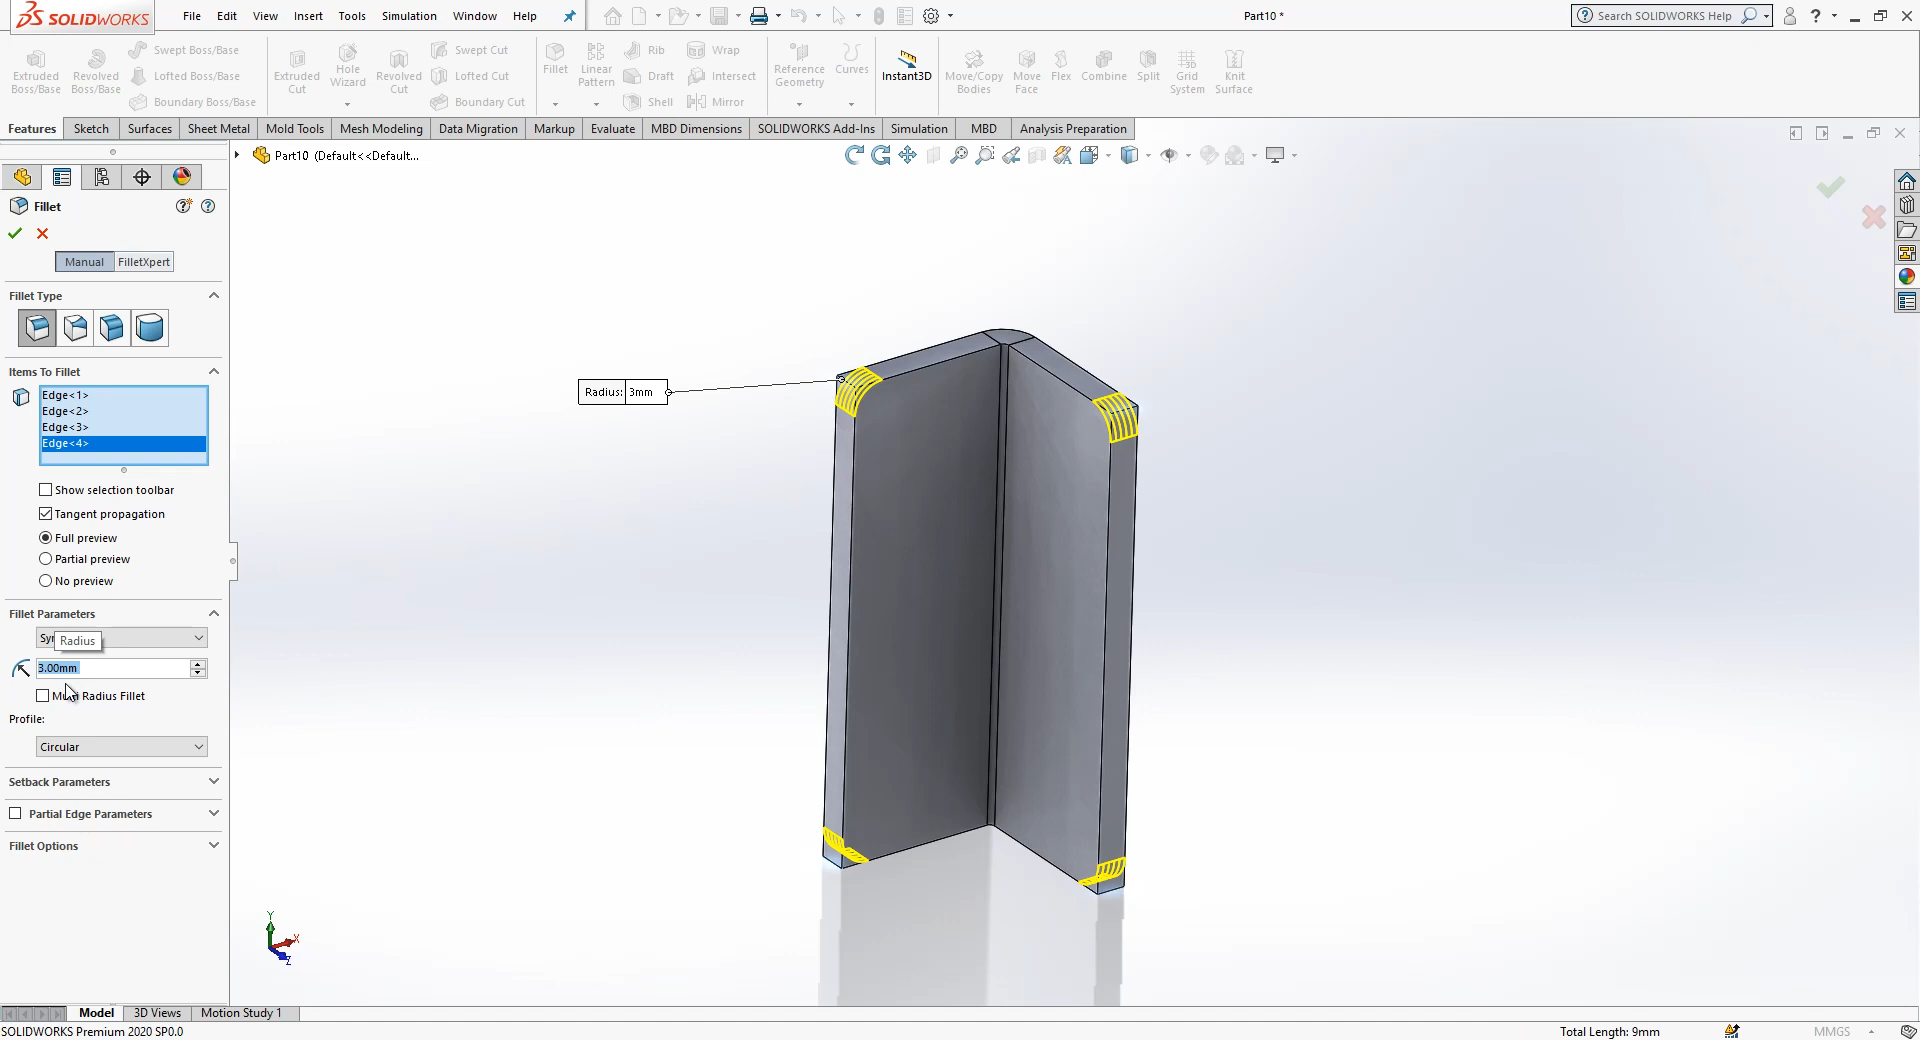 SOLIDWORKS
File Edit View Insert Tools Simulation Window Help
Part10 *
Search SOLIDWORKS Help
Extruded Boss/Base
Revolved Boss/Base
Swept Boss/Base
Lofted Boss/Base
Boundary Boss/Base
Extruded Cut
Hole Wizard
Revolved Cut
Swept Cut
Lofted Cut
Boundary Cut
Fillet
Linear Pattern
Rib
Draft
Shell
Wrap
Intersect
Mirror
Reference Geometry
Curves
Instant3D
Move/Copy Bodies
Move Face
Flex
Combine
Split
Grid System
Knit Surface
Features Sketch Surfaces Sheet Metal Mold Tools Mesh Modeling Data Migration Markup Evaluate MBD Dimensions SOLIDWORKS Add-Ins Simulation MBD Analysis Preparation
Part10 (Default<<Default...
Fillet
Manual FilletXpert
Fillet Type
Items To Fillet
Edge<1>
Edge<2>
Edge<3>
Edge<4>
Show selection toolbar
Tangent propagation
Full preview
Partial preview
No preview
Fillet Parameters
Radius
3.00mm
Radius Fillet
Profile:
Circular
Setback Parameters
Partial Edge Parameters
Fillet Options
Radius: 3mm
Y
X
Z
Model 3D Views Motion Study 1
SOLIDWORKS Premium 2020 SP0.0
Total Length: 9mm
MMGS